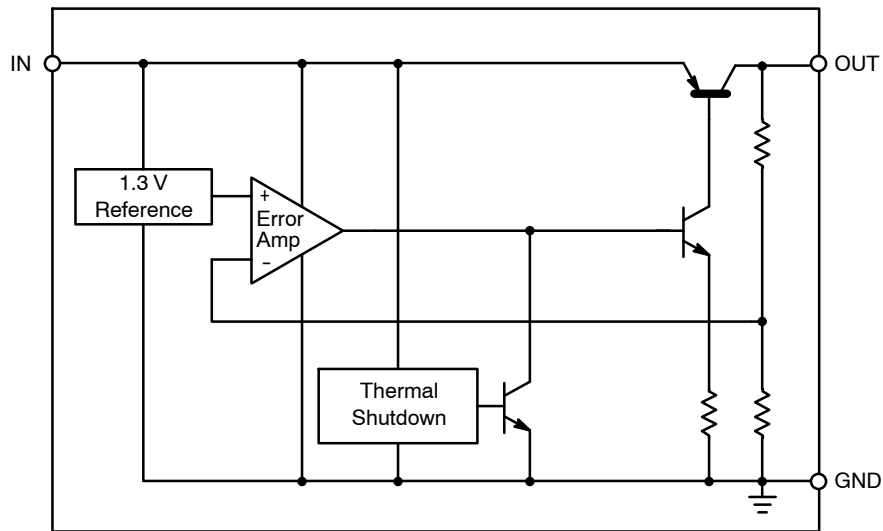 IN
OUT
1.3 V
Reference
+
Error
Amp
−
Thermal
Shutdown
GND